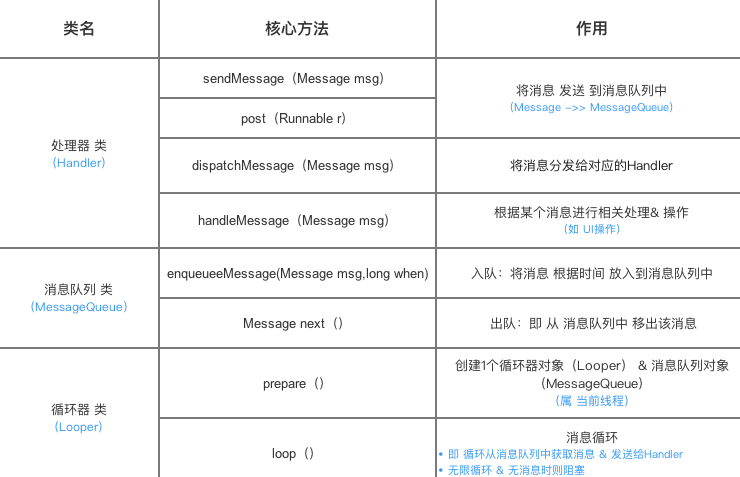 类名
核心方法
作用
处理器 类
（Handler）
sendMessage（Message msg）
post（Runnable r）
将消息 发送 到消息队列中
（Message ->> MessageQueue）
dispatchMessage（Message msg）
将消息分发给对应的Handler
handleMessage（Message msg）
根据某个消息进行相关处理& 操作
（如 UI操作）
消息队列 类
（MessageQueue）
enqueueeMessage(Message msg,long when)
入队：将消息 根据时间 放入到消息队列中
Message next（）
出队：即 从 消息队列中 移出该消息
循环器 类
（Looper）
prepare（）
创建1个循环器对象（Looper） & 消息队列对象
（MessageQueue）
（属 当前线程）
loop（）
消息循环
• 即 循环从消息队列中获取消息 & 发送给Handler
• 无限循环 & 无消息时则阻塞